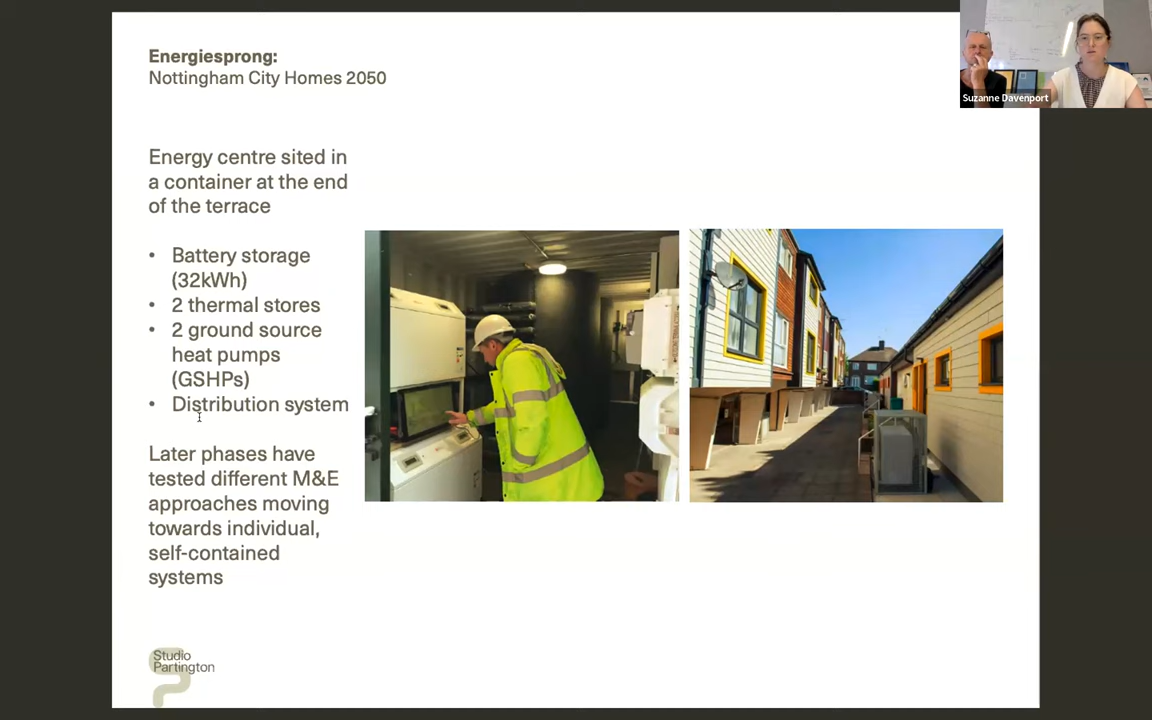 Energiesprong:
Nottingham City Homes 2050
Suzanne Davenport
Energy centre sited in
a container at the end
of the terrace
• Battery storage
(32kWh)
• 2 thermal stores
• 2 ground source
heat pumps
(GSHPs)
• Distribution system
Later phases have
tested different M&E
approaches moving
towards individual,
self-contained
systems
Studio
Partington